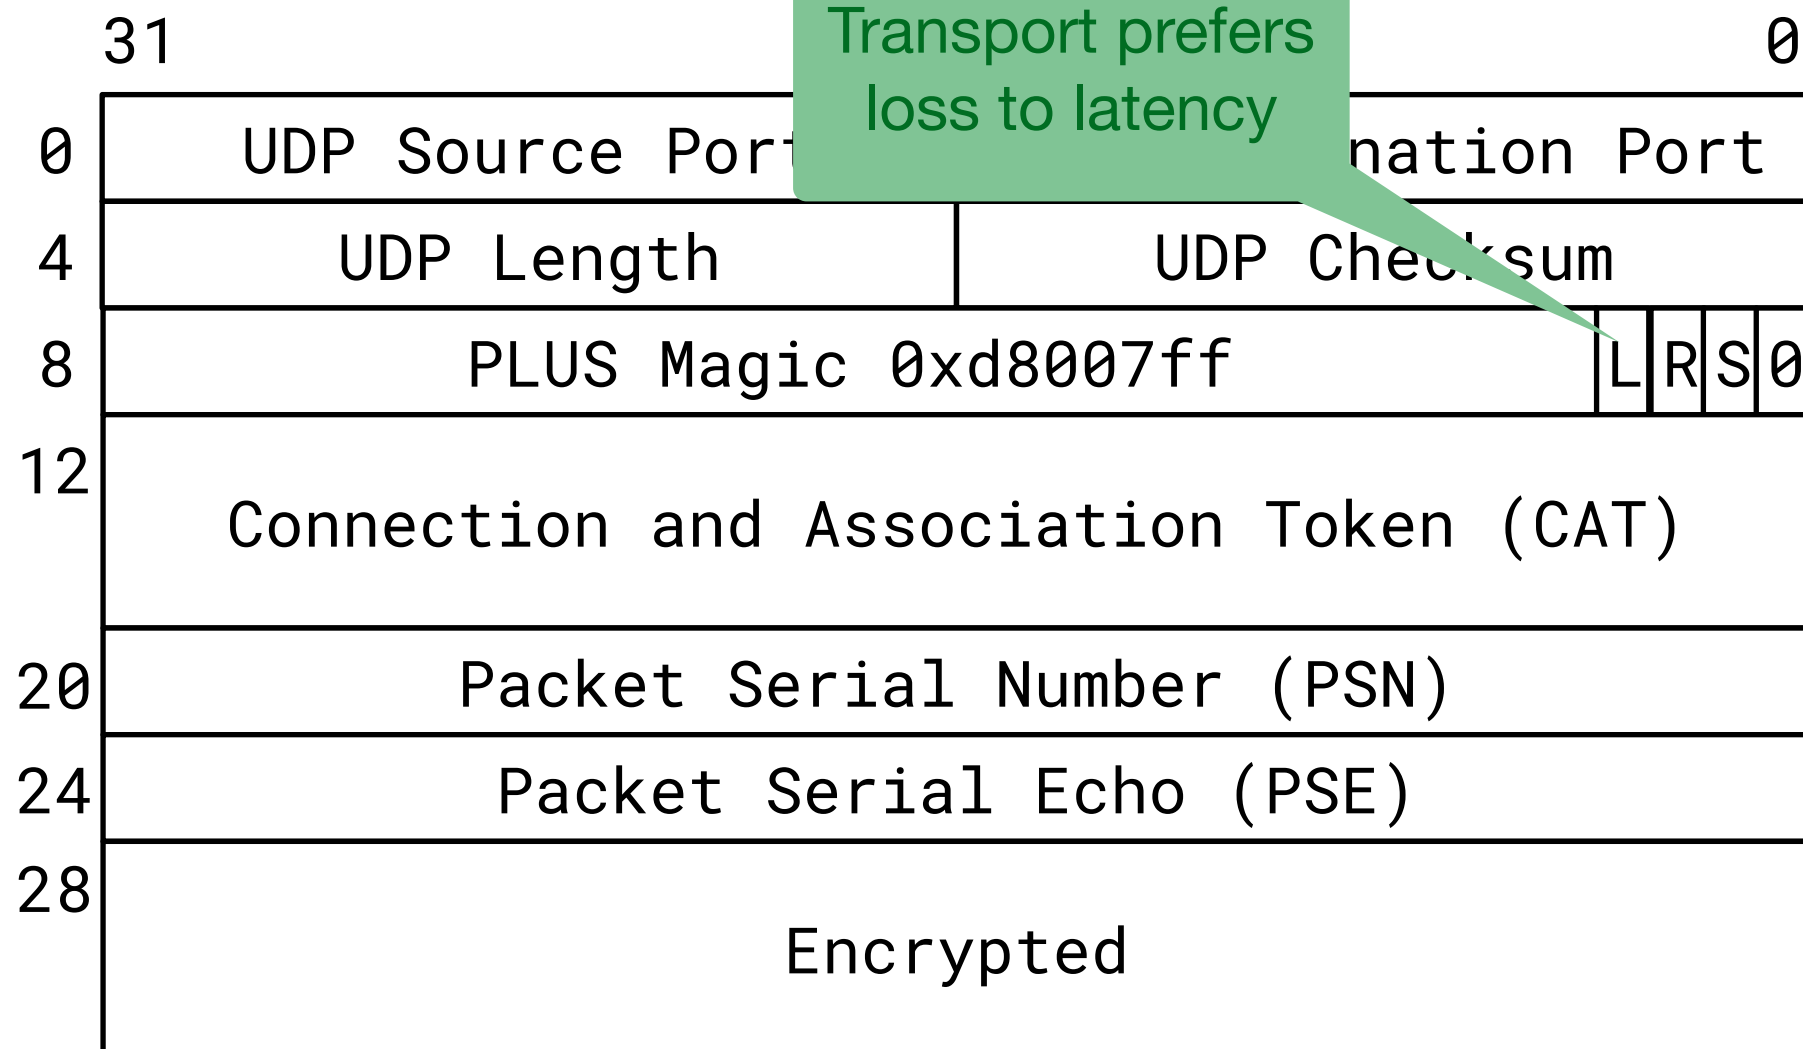 31 Transport prefers 0
loss to latency
0 UDP Source Port nation Port
4 UDP Length UDP Checksum
8 PLUS Magic 0xd8007ff L R S 0
12
Connection and Association Token (CAT)
20 Packet Serial Number (PSN)
24 Packet Serial Echo (PSE)
28
Encrypted